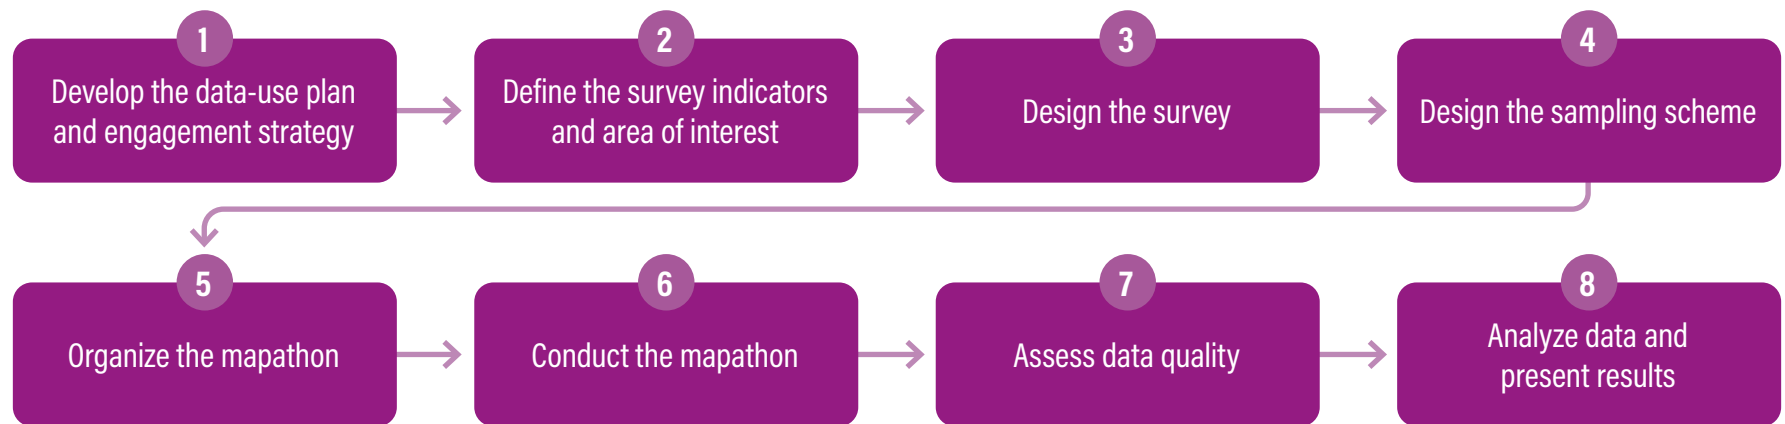 1
Develop the data-use plan
and engagement strategy
2
Define the survey indicators
and area of interest
3
Design the survey
4
Design the sampling scheme
5
Organize the mapathon
6
Conduct the mapathon
7
Assess data quality
8
Analyze data and
present results